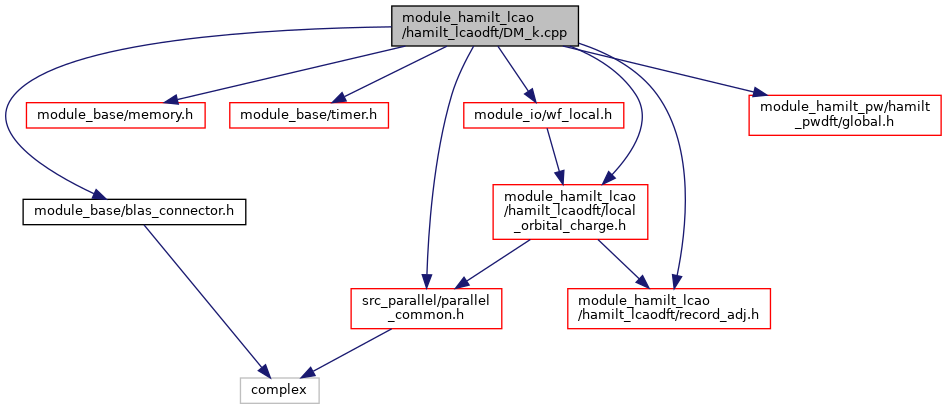 module_hamilt_lcao
/hamilt_lcaodft/DM_k.cpp
module_base/memory.h
module_base/timer.h
module_io/wf_local.h
module_hamilt_pw/hamilt
_pwdft/global.h
module_base/blas_connector.h
module_hamilt_lcao
/hamilt_lcaodft/local
_orbital_charge.h
src_parallel/parallel
_common.h
module_hamilt_lcao
/hamilt_lcaodft/record_adj.h
complex